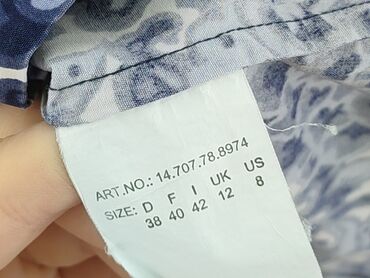 ART.NO.: 14.707.78.8974
SIZE: D F I UK US
38 40 42 12 8